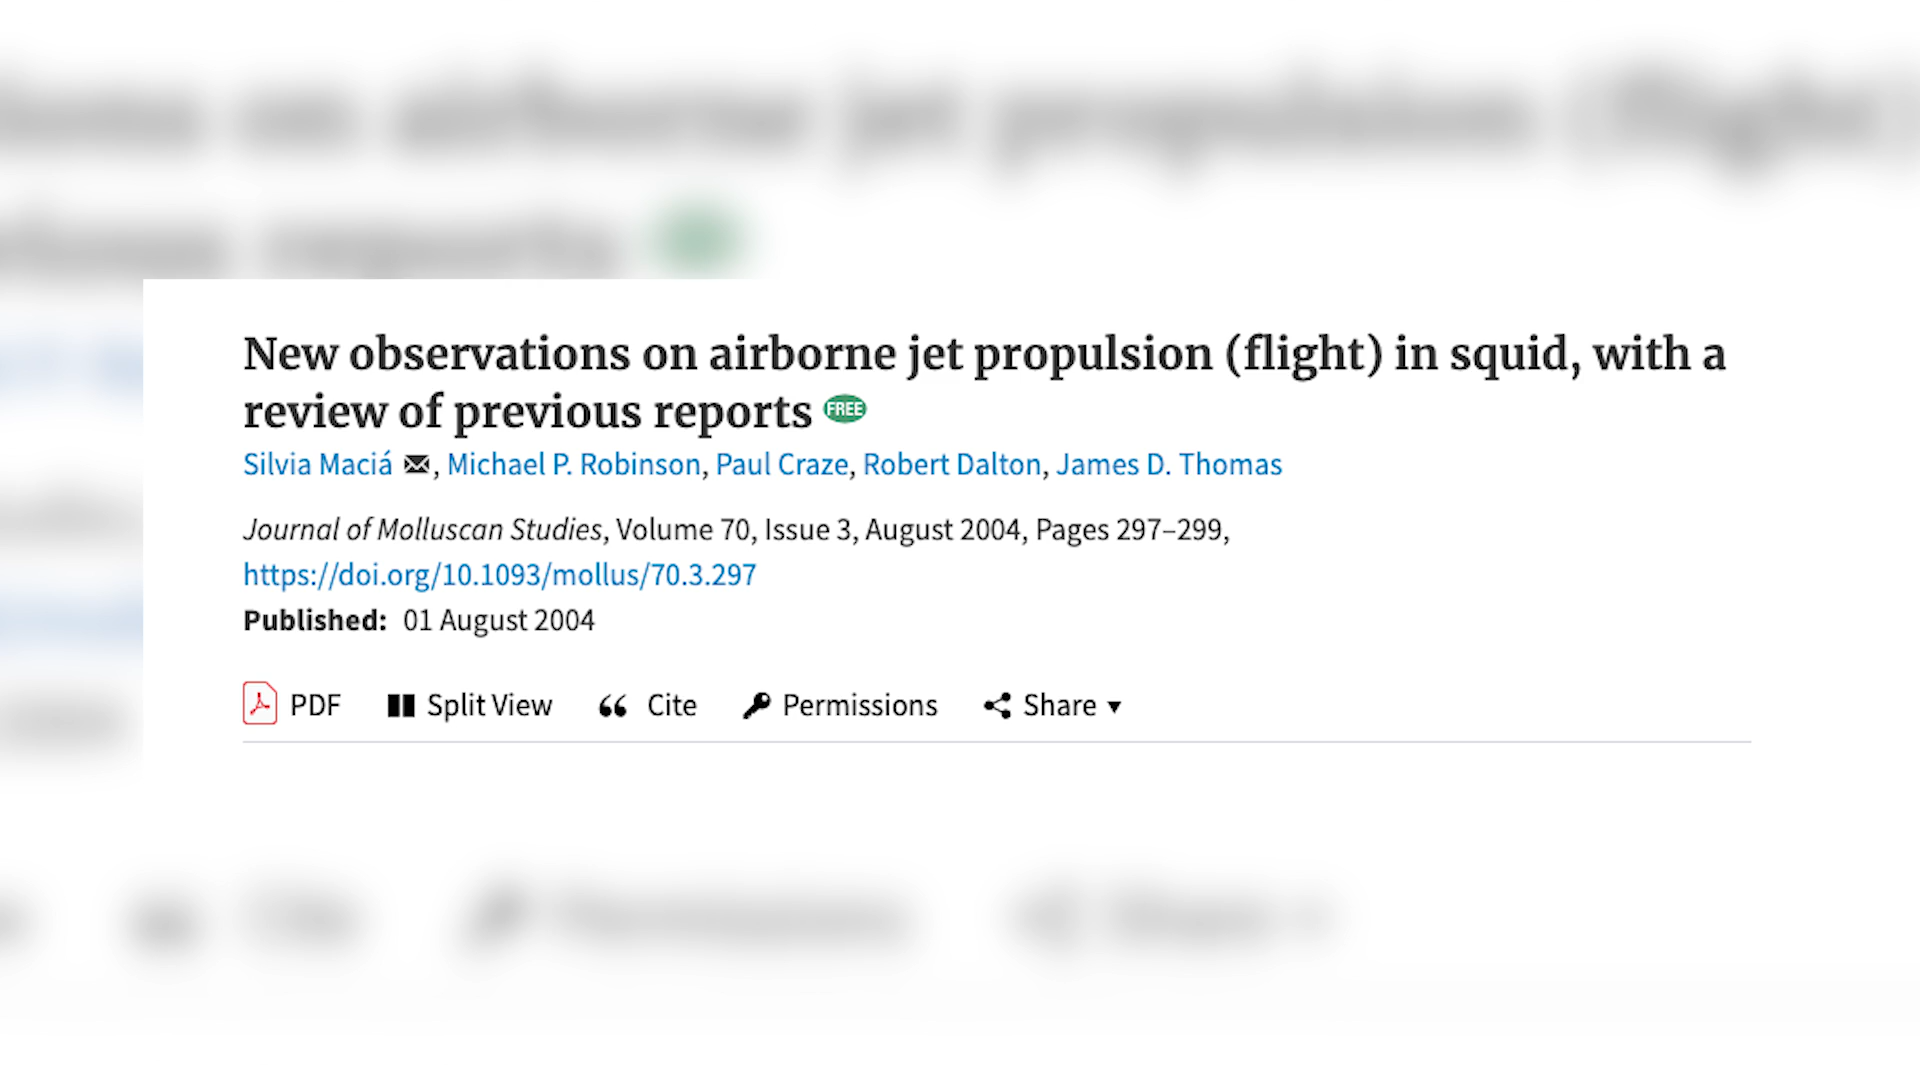 New observations on airborne jet propulsion (flight) in squid, with a
review of previous reports FREE
Silvia Maciá, Michael P. Robinson, Paul Craze, Robert Dalton, James D. Thomas
Journal of Molluscan Studies, Volume 70, Issue 3, August 2004, Pages 297–299,
https://doi.org/10.1093/mollus/70.3.297
Published: 01 August 2004
PDF Split View Cite Permissions Share